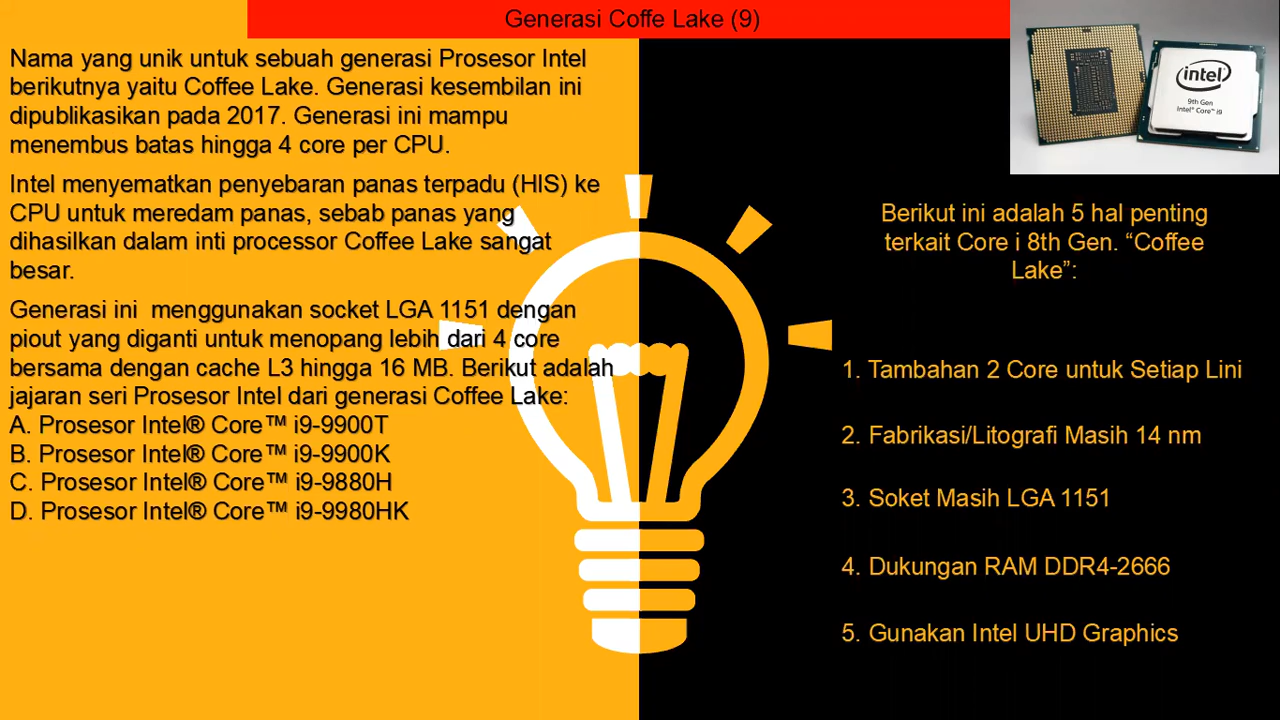 Generasi Coffe Lake (9)
Nama yang unik untuk sebuah generasi Prosesor Intel
berikutnya yaitu Coffee Lake. Generasi kesembilan ini
dipublikasikan pada 2017. Generasi ini mampu
menembus batas hingga 4 core per CPU.
Intel menyematkan penyebaran panas terpadu (HIS) ke
CPU untuk meredam panas, sebab panas yang
dihasilkan dalam inti processor Coffee Lake sangat
besar.
Generasi ini  menggunakan socket LGA 1151 dengan
piout yang diganti untuk menopang lebih dari 4 core
bersama dengan cache L3 hingga 16 MB. Berikut adalah
jajaran seri Prosesor Intel dari generasi Coffee Lake:
A. Prosesor Intel® Core™ i9-9900T
B. Prosesor Intel® Core™ i9-9900K
C. Prosesor Intel® Core™ i9-9880H
D. Prosesor Intel® Core™ i9-9980HK
intel
9th Gen
Intel® Core™ i9
Berikut ini adalah 5 hal penting
terkait Core i 8th Gen. “Coffee
Lake”:
1. Tambahan 2 Core untuk Setiap Lini
2. Fabrikasi/Litografi Masih 14 nm
3. Soket Masih LGA 1151
4. Dukungan RAM DDR4-2666
5. Gunakan Intel UHD Graphics